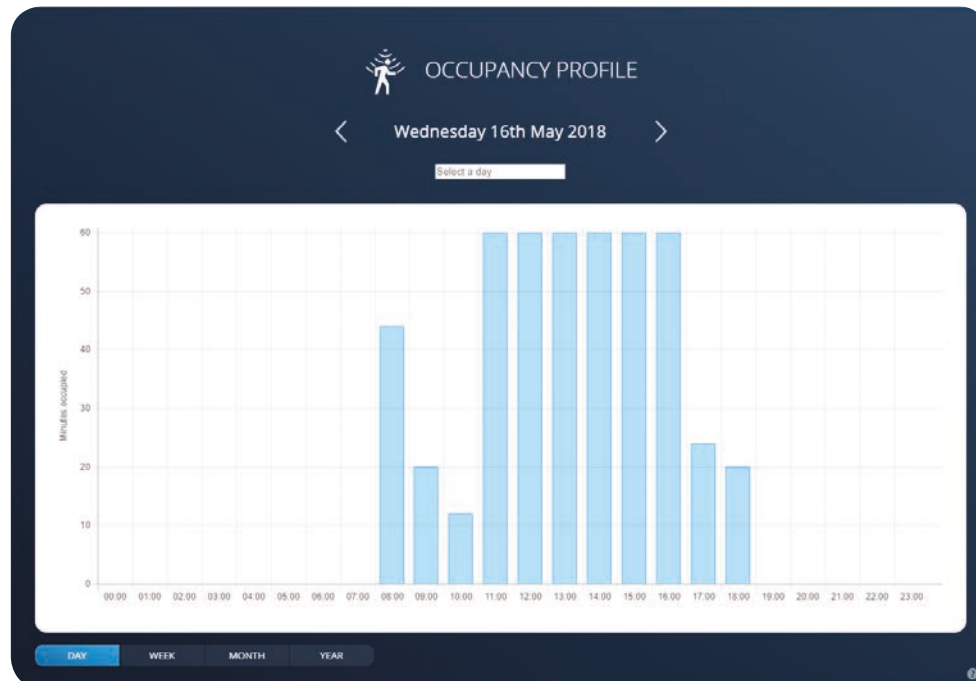 OCCUPANCY PROFILE
Wednesday 16th May 2018
Select a day
60
50
40
30
20
10
0
Minutes occupied
00:00 01:00 02:00 03:00 04:00 05:00 06:00 07:00 08:00 09:00 10:00 11:00 12:00 13:00 14:00 15:00 16:00 17:00 18:00 19:00 20:00 21:00 22:00 23:00
DAY WEEK MONTH YEAR
?